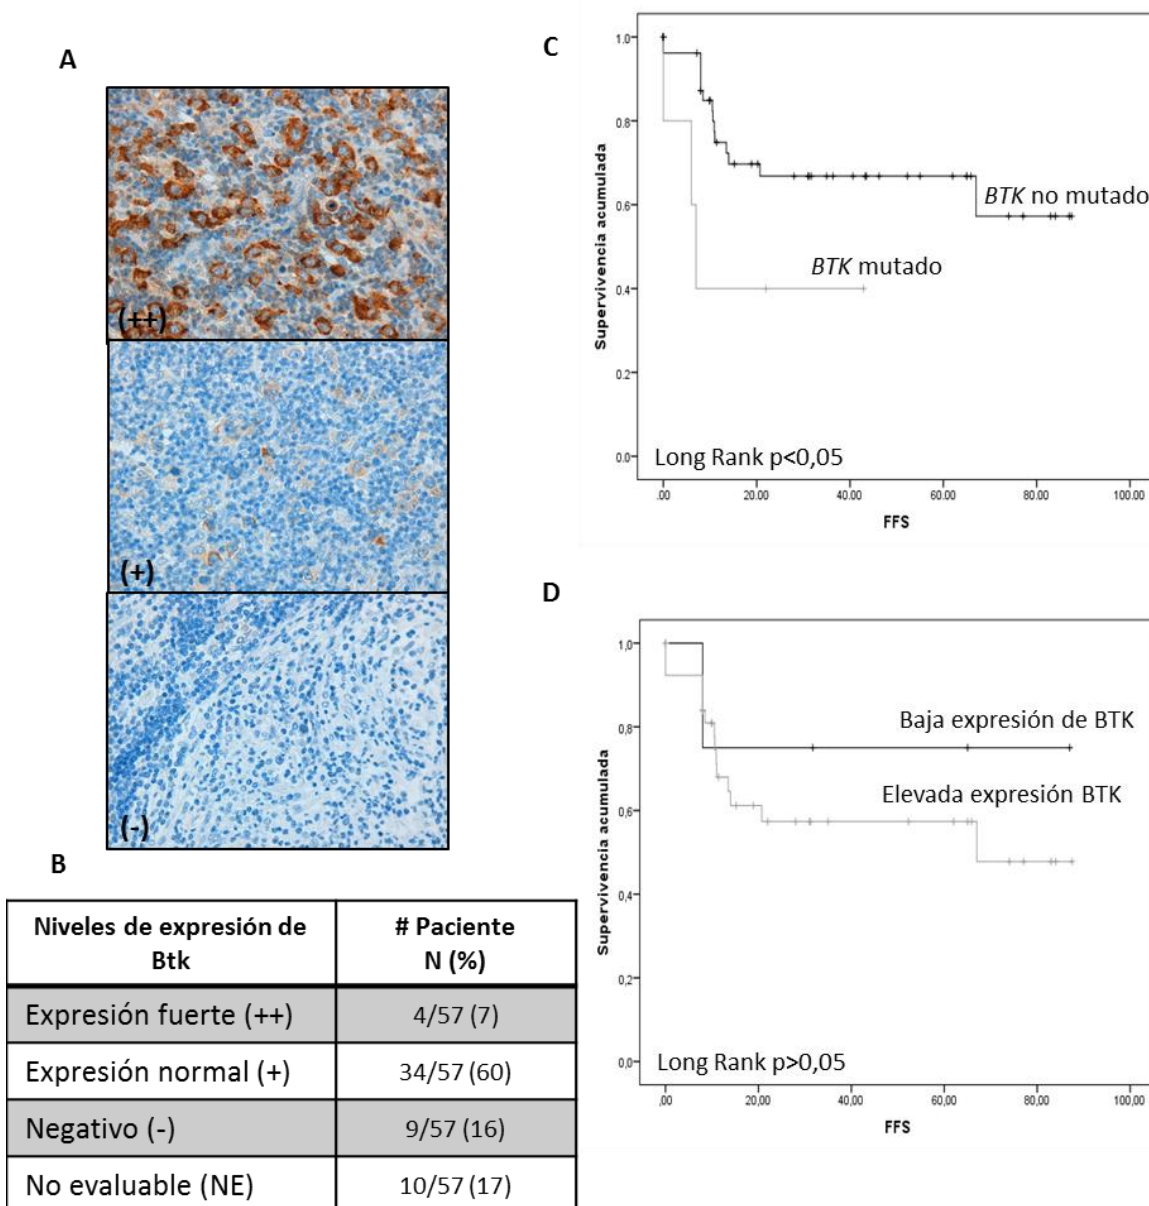 A
(++)
(+)
(-)
B
Niveles de expresión de
Btk
# Paciente
N (%)
Expresión fuerte (++)
4/57 (7)
Expresión normal (+)
34/57 (60)
Negativo (-)
9/57 (16)
No evaluable (NE)
10/57 (17)
C
Supervivencia acumulada
1.0
0.8
0,6
0,4
0.2
0.0
BTK no mutado
BTK mutado
Long Rank p<0,05
.00 20.00 40.00 60.00 80.00 100.00
FFS
D
Supervivencia acumulada
1,0
0,8
0,6
0,4
0,2
0,0
Baja expresión de BTK
Elevada expresión BTK
Long Rank p>0,05
,00 20,00 40,00 60,00 80,00 100,00
FFS